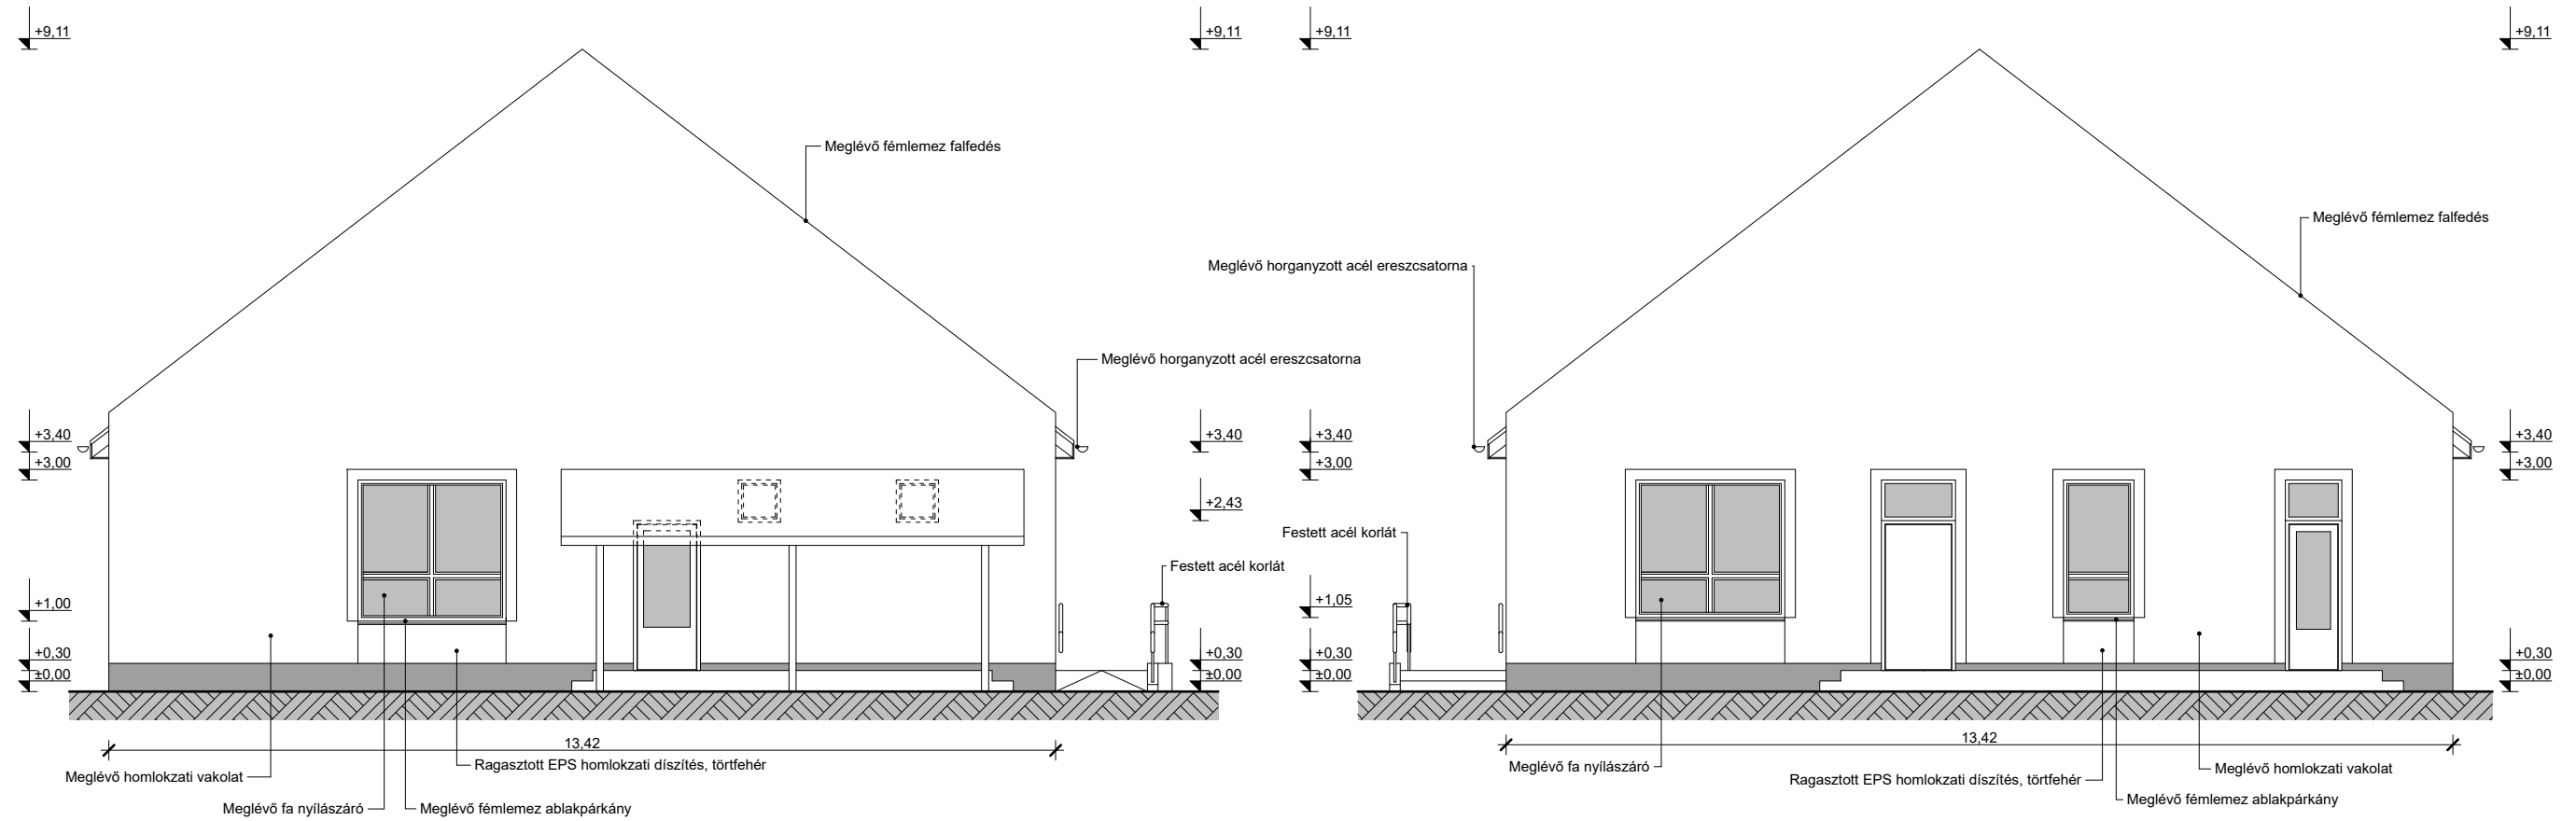 +9,11
+9,11
+9,11
+9,11
Meglévő fémlemez falfedés
Meglévő fémlemez falfedés
Meglévő horganyzott acél ereszcsatorna
Meglévő horganyzott acél ereszcsatorna
+3,40
+3,40
+3,40
+3,40
+3,00
+3,00
+3,00
+2,43
Festett acél korlát
Festett acél korlát
+1,00
+1,05
+0,30
+0,30
+0,30
+0,30
±0,00
±0,00
±0,00
±0,00
13,42
13,42
Meglévő homlokzati vakolat
Ragasztott EPS homlokzati díszítés, törtfehér
Meglévő fa nyílászáró
Meglévő fémlemez ablakpárkány
Meglévő fa nyílászáró
Ragasztott EPS homlokzati díszítés, törtfehér
Meglévő homlokzati vakolat
Meglévő fémlemez ablakpárkány